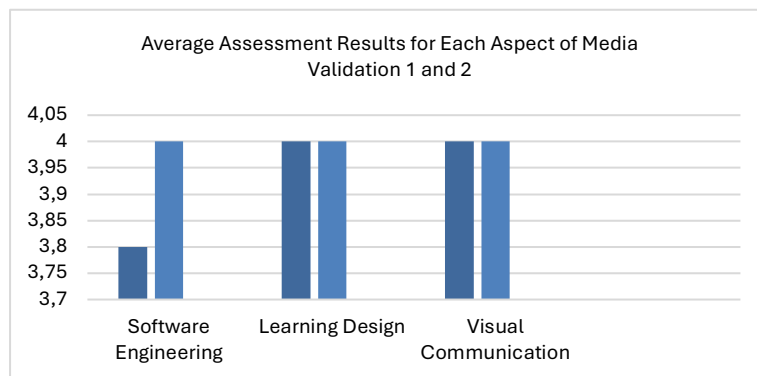 Average Assessment Results for Each Aspect of Media
Validation 1 and 2
4,05
4
3,95
3,9
3,85
3,8
3,75
3,7
Software
Engineering
Learning Design
Visual
Communication